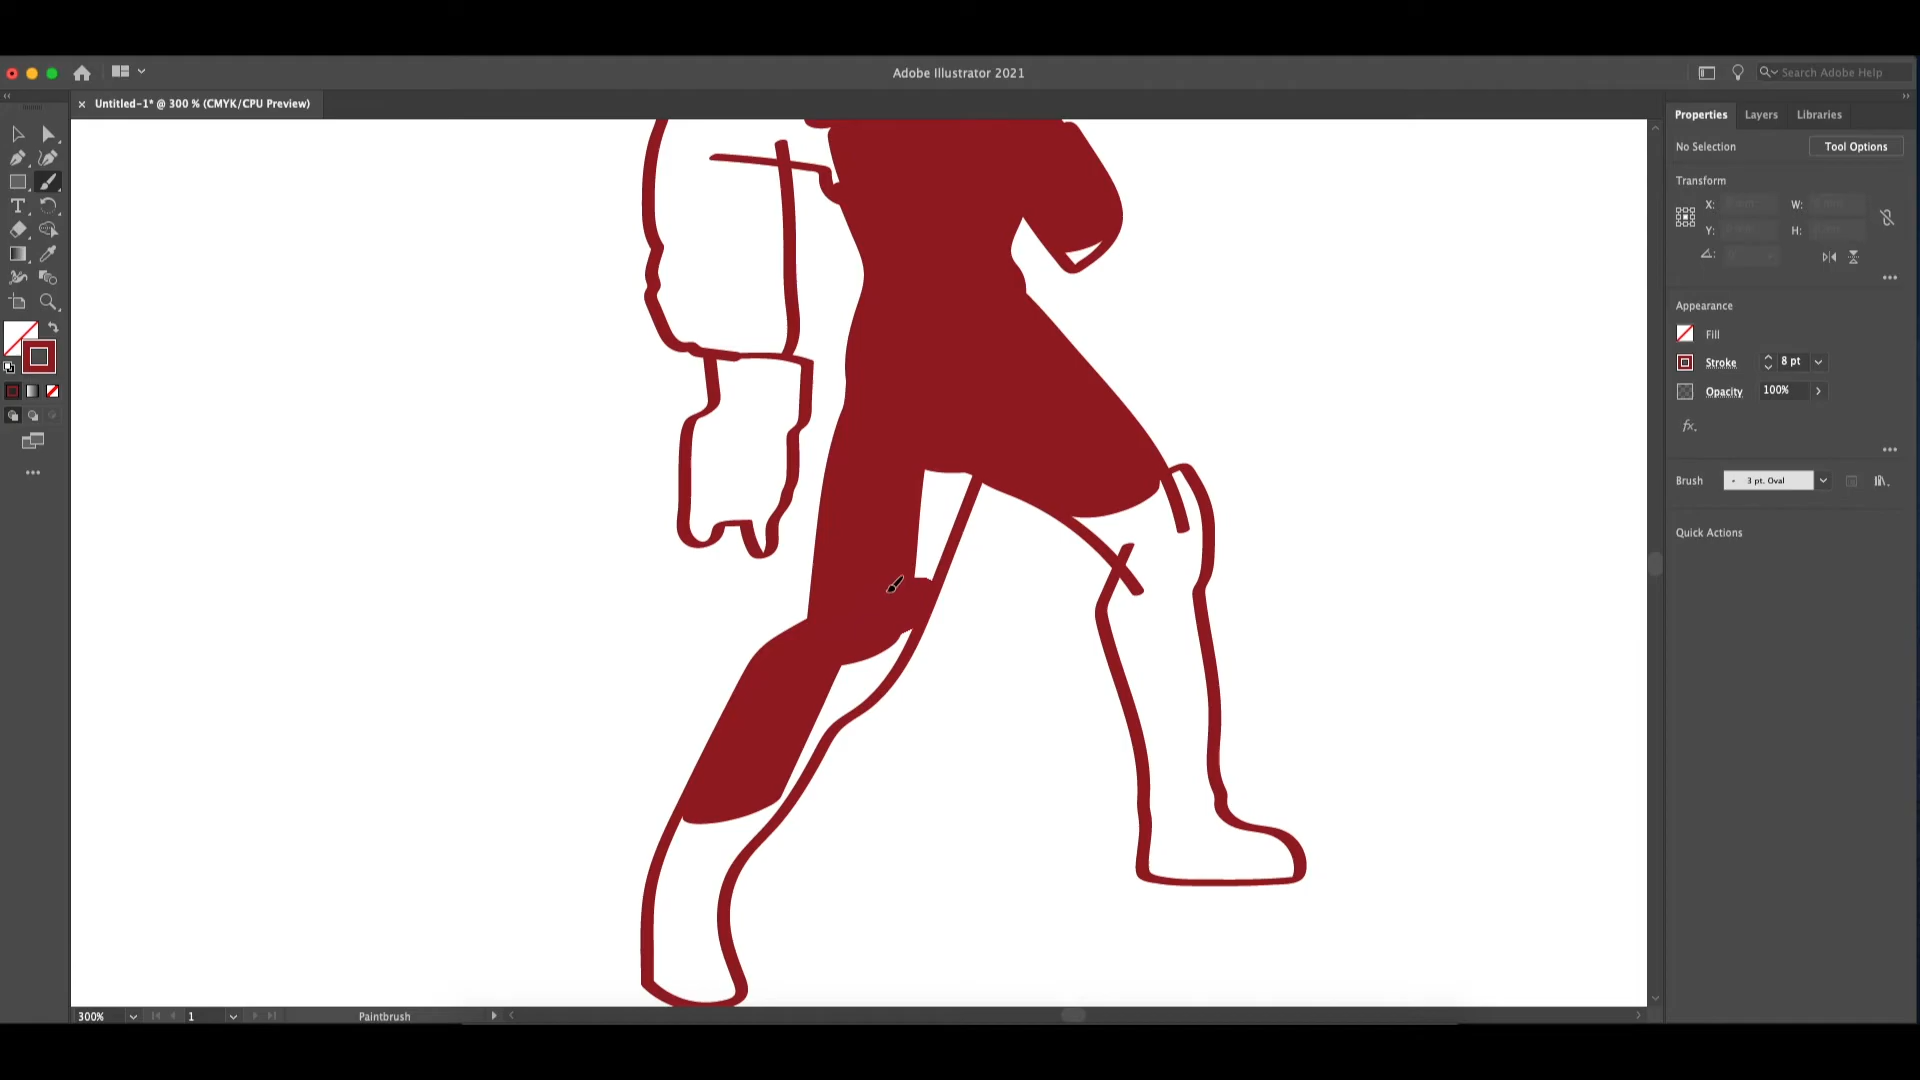 Adobe Illustrator 2021
Search Adobe Help
Untitled-1* @ 300 % (CMYK/CPU Preview)
Properties
Layers
Libraries
No Selection
Tool Options
Transform
X:
W:
Y:
H:
Appearance
Fill
Stroke
8 pt
Opacity
100%
fx.
Brush
3 pt. Oval
Quick Actions
300%
1
Paintbrush